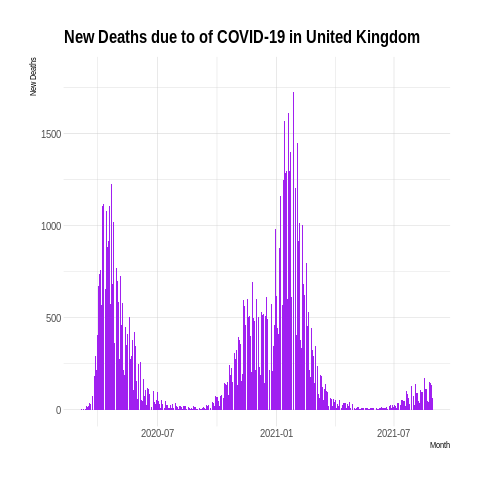 New Deaths due to of COVID-19 in United Kingdom
New Deaths
1500
1000
500
0
2020-07
2021-01
2021-07
Month